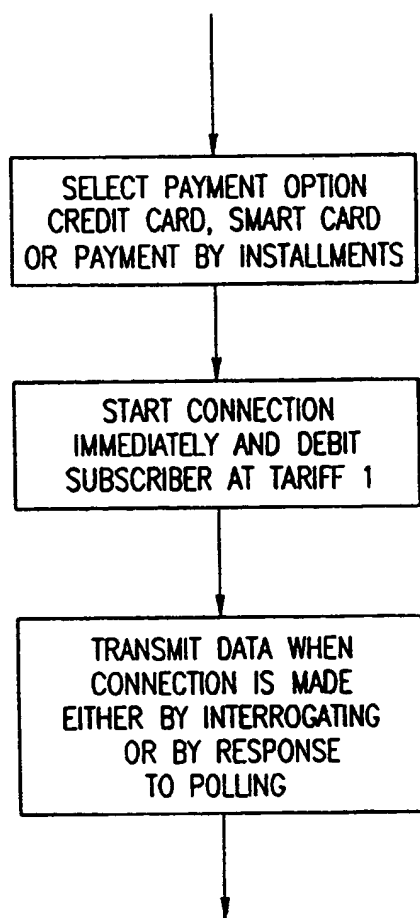 SELECT PAYMENT OPTION
CREDIT CARD, SMART CARD
OR PAYMENT BY INSTALLMENTS
START CONNECTION
IMMEDIATELY AND DEBIT
SUBSCRIBER AT TARIFF 1
TRANSMIT DATA WHEN
CONNECTION IS MADE
EITHER BY INTERROGATING
OR BY RESPONSE
TO POLLING